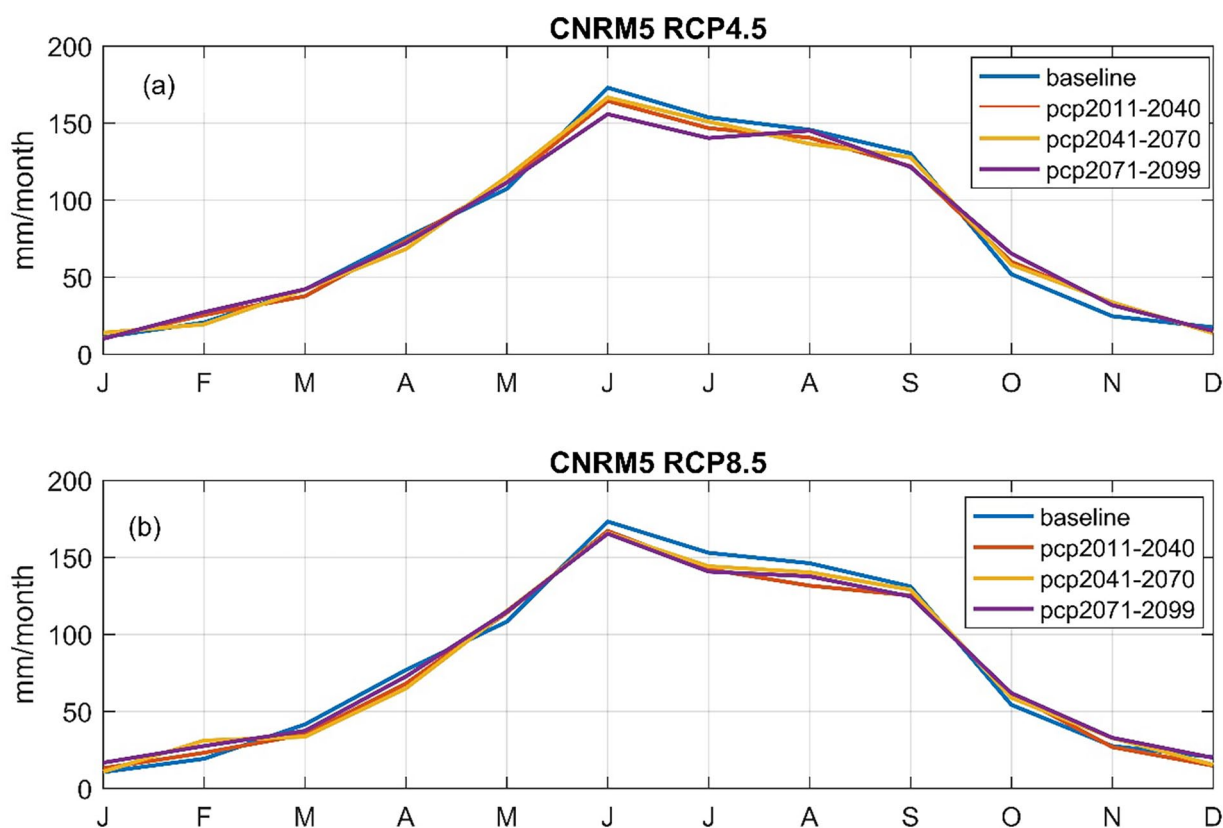 CNRM5 RCP4.5
(a)
baseline
pcp2011-2040
pcp2041-2070
pcp2071-2099
mm/month
200
150
100
50
0
J F M A M J J A S O N D
CNRM5 RCP8.5
(b)
baseline
pcp2011-2040
pcp2041-2070
pcp2071-2099
mm/month
200
150
100
50
0
J F M A M J J A S O N D